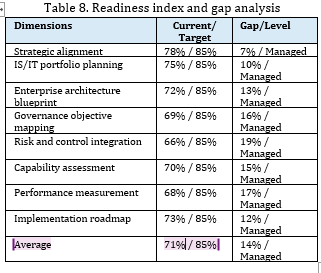 Table 8. Readiness index and gap analysis
Dimensions Current/ Gap/Level
Target
Strategic alignment 78% / 85% 7% / Managed
IS/IT portfolio planning 75% / 85% 10% /
Managed
Enterprise architecture 72% / 85% 13% /
blueprint Managed
Governance objective 69% / 85% 16% /
mapping Managed
Risk and control integration 66% / 85% 19% /
Managed
Capability assessment 70% / 85% 15% /
Managed
Performance measurement 68% / 85% 17% /
Managed
Implementation roadmap 73% / 85% 12% /
Managed
Average 71% / 85% 14% /
Managed